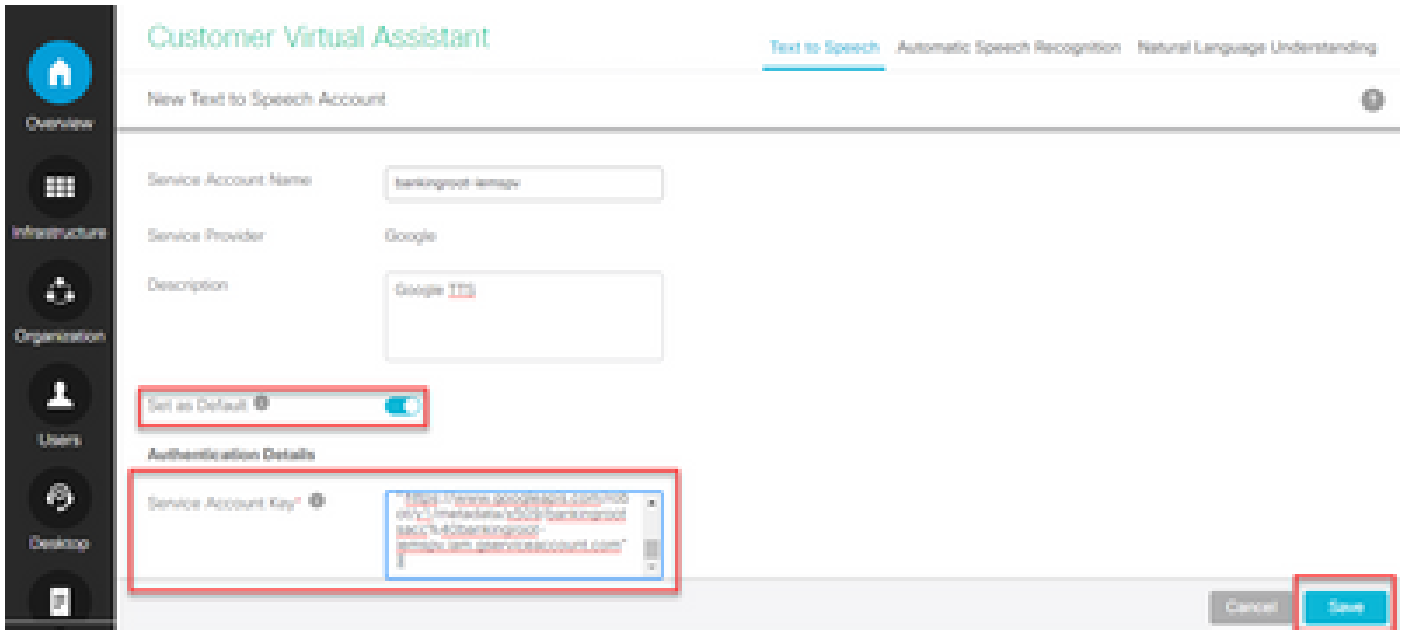 Customer Virtual Assistant
Text to Speech Automatic Speech Recognition Natural Language Understanding
New Text to Speech Account
Overview
Infrastructure
Organization
Users
Desktop
Service Account Name
Service Provider Google
Description Google TTS
Set as Default
Authentication Details
Service Account Key*
Cancel Save